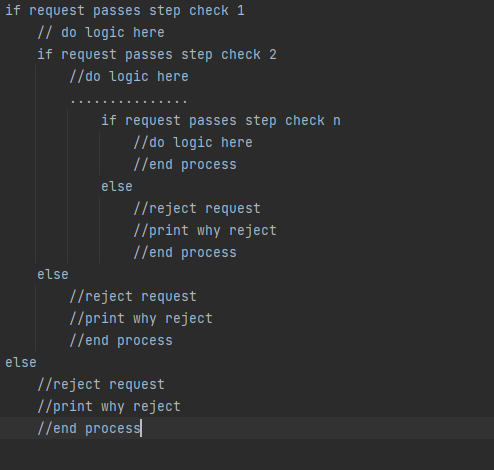 if request passes step check 1
    // do logic here
    if request passes step check 2
        //do logic here
        ...............
            if request passes step check n
                //do logic here
                //end process
            else
                //reject request
                //print why reject
                //end process
    else
        //reject request
        //print why reject
        //end process
else
    //reject request
    //print why reject
    //end process